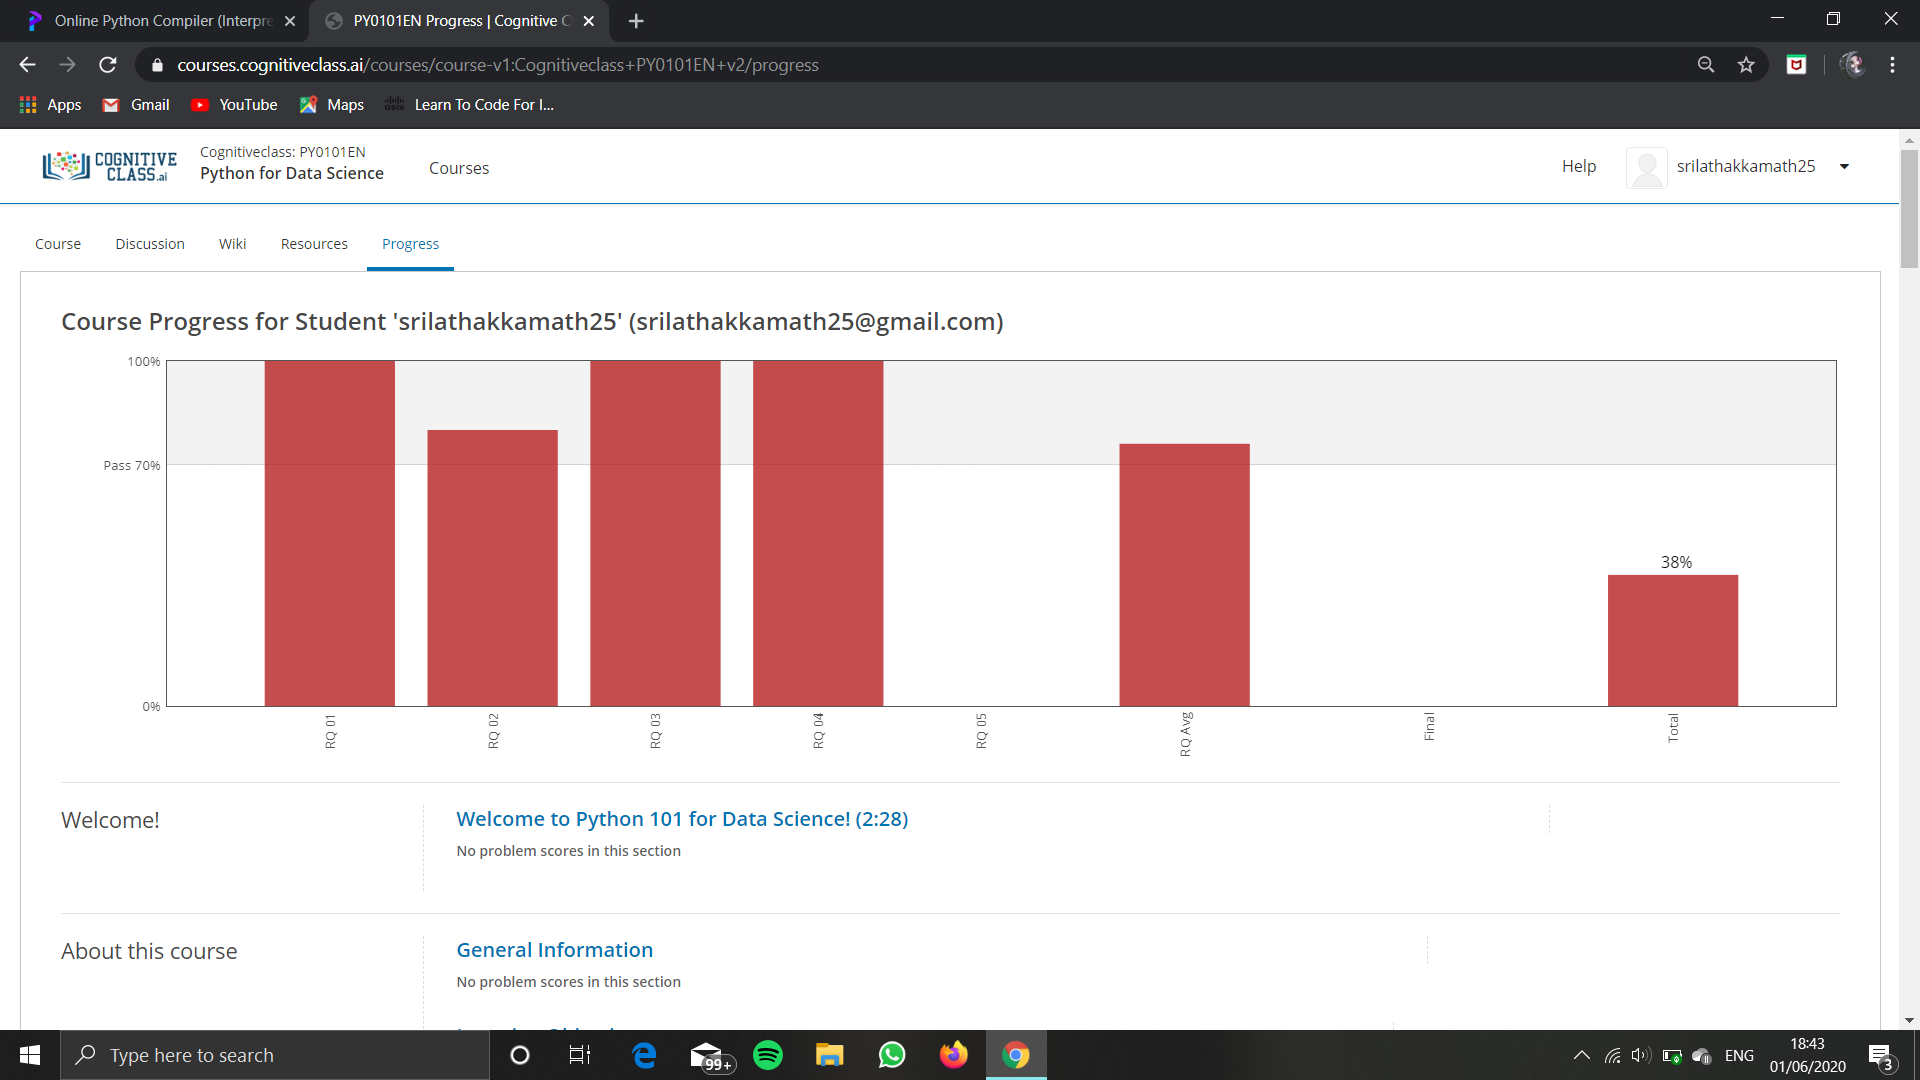 Online Python Compiler (Interpre
PY0101EN Progress | Cognitive C
courses.cognitiveclass.ai/courses/course-v1:Cognitiveclass+PY0101EN+v2/progress
Apps Gmail YouTube Maps Learn To Code For I...
COGNITIVE
CLASS.ai
Cognitiveclass: PY0101EN
Python for Data Science
Courses
Help
srilathakkamath25
Course Discussion Wiki Resources Progress
Course Progress for Student 'srilathakkamath25' (srilathakkamath25@gmail.com)
100%
Pass 70%
38%
0%
RQ 01
RQ 02
RQ 03
RQ 04
RQ 05
RQ Avg
Final
Total
Welcome!
Welcome to Python 101 for Data Science! (2:28)
No problem scores in this section
About this course
General Information
No problem scores in this section
Type here to search
99+
ENG
18:43
01/06/2020
3